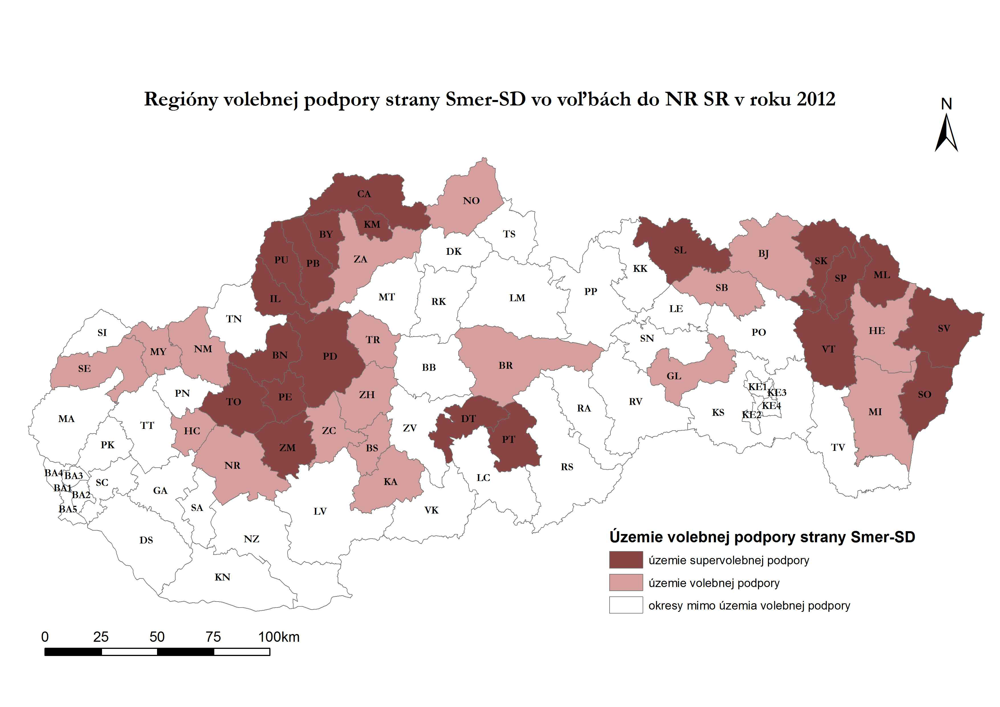 Regióny volebnej podpory strany Smer-SD vo voľbách do NR SR v roku 2012
N
CA
NO
KM
BY
TS
DK
SL
BJ
PU
PB
ZA
SK
KK
SP
ML
IL
MT
RK
LM
PP
SB
LE
TN
SI
SV
HE
PO
SN
TR
NM
MY
BN
PD
VT
SE
BB
BR
GL
KE1
PN
TO
PE
ZH
KE3
SO
RV
RA
KE4
KS
KE2
MI
MA
TT
DT
ZV
HC
ZC
PT
PK
ZM
BS
TV
NR
RS
BA4
BA3
LC
SC
KA
BA1
GA
BA2
BA5
SA
LV
VK
DS
NZ
KN
Územie volebnej podpory strany Smer-SD
územie supervolebnej podpory
územie volebnej podpory
okresy mimo územia volebnej podpory
0 25 50 75 100km